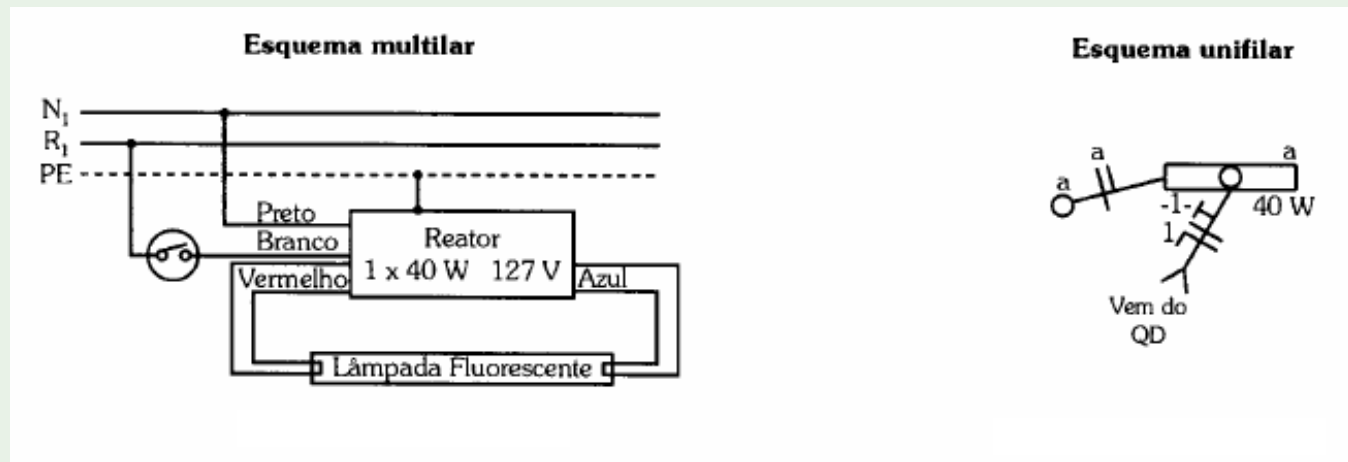 Esquema multilar
N1
R1
PE
Preto
Branco
Vermelho
Reator
1 x 40 W 127 V
Azul
Lâmpada Fluorescente
Esquema unifilar
a
a
a
-1-
40 W
1
Vem do
QD